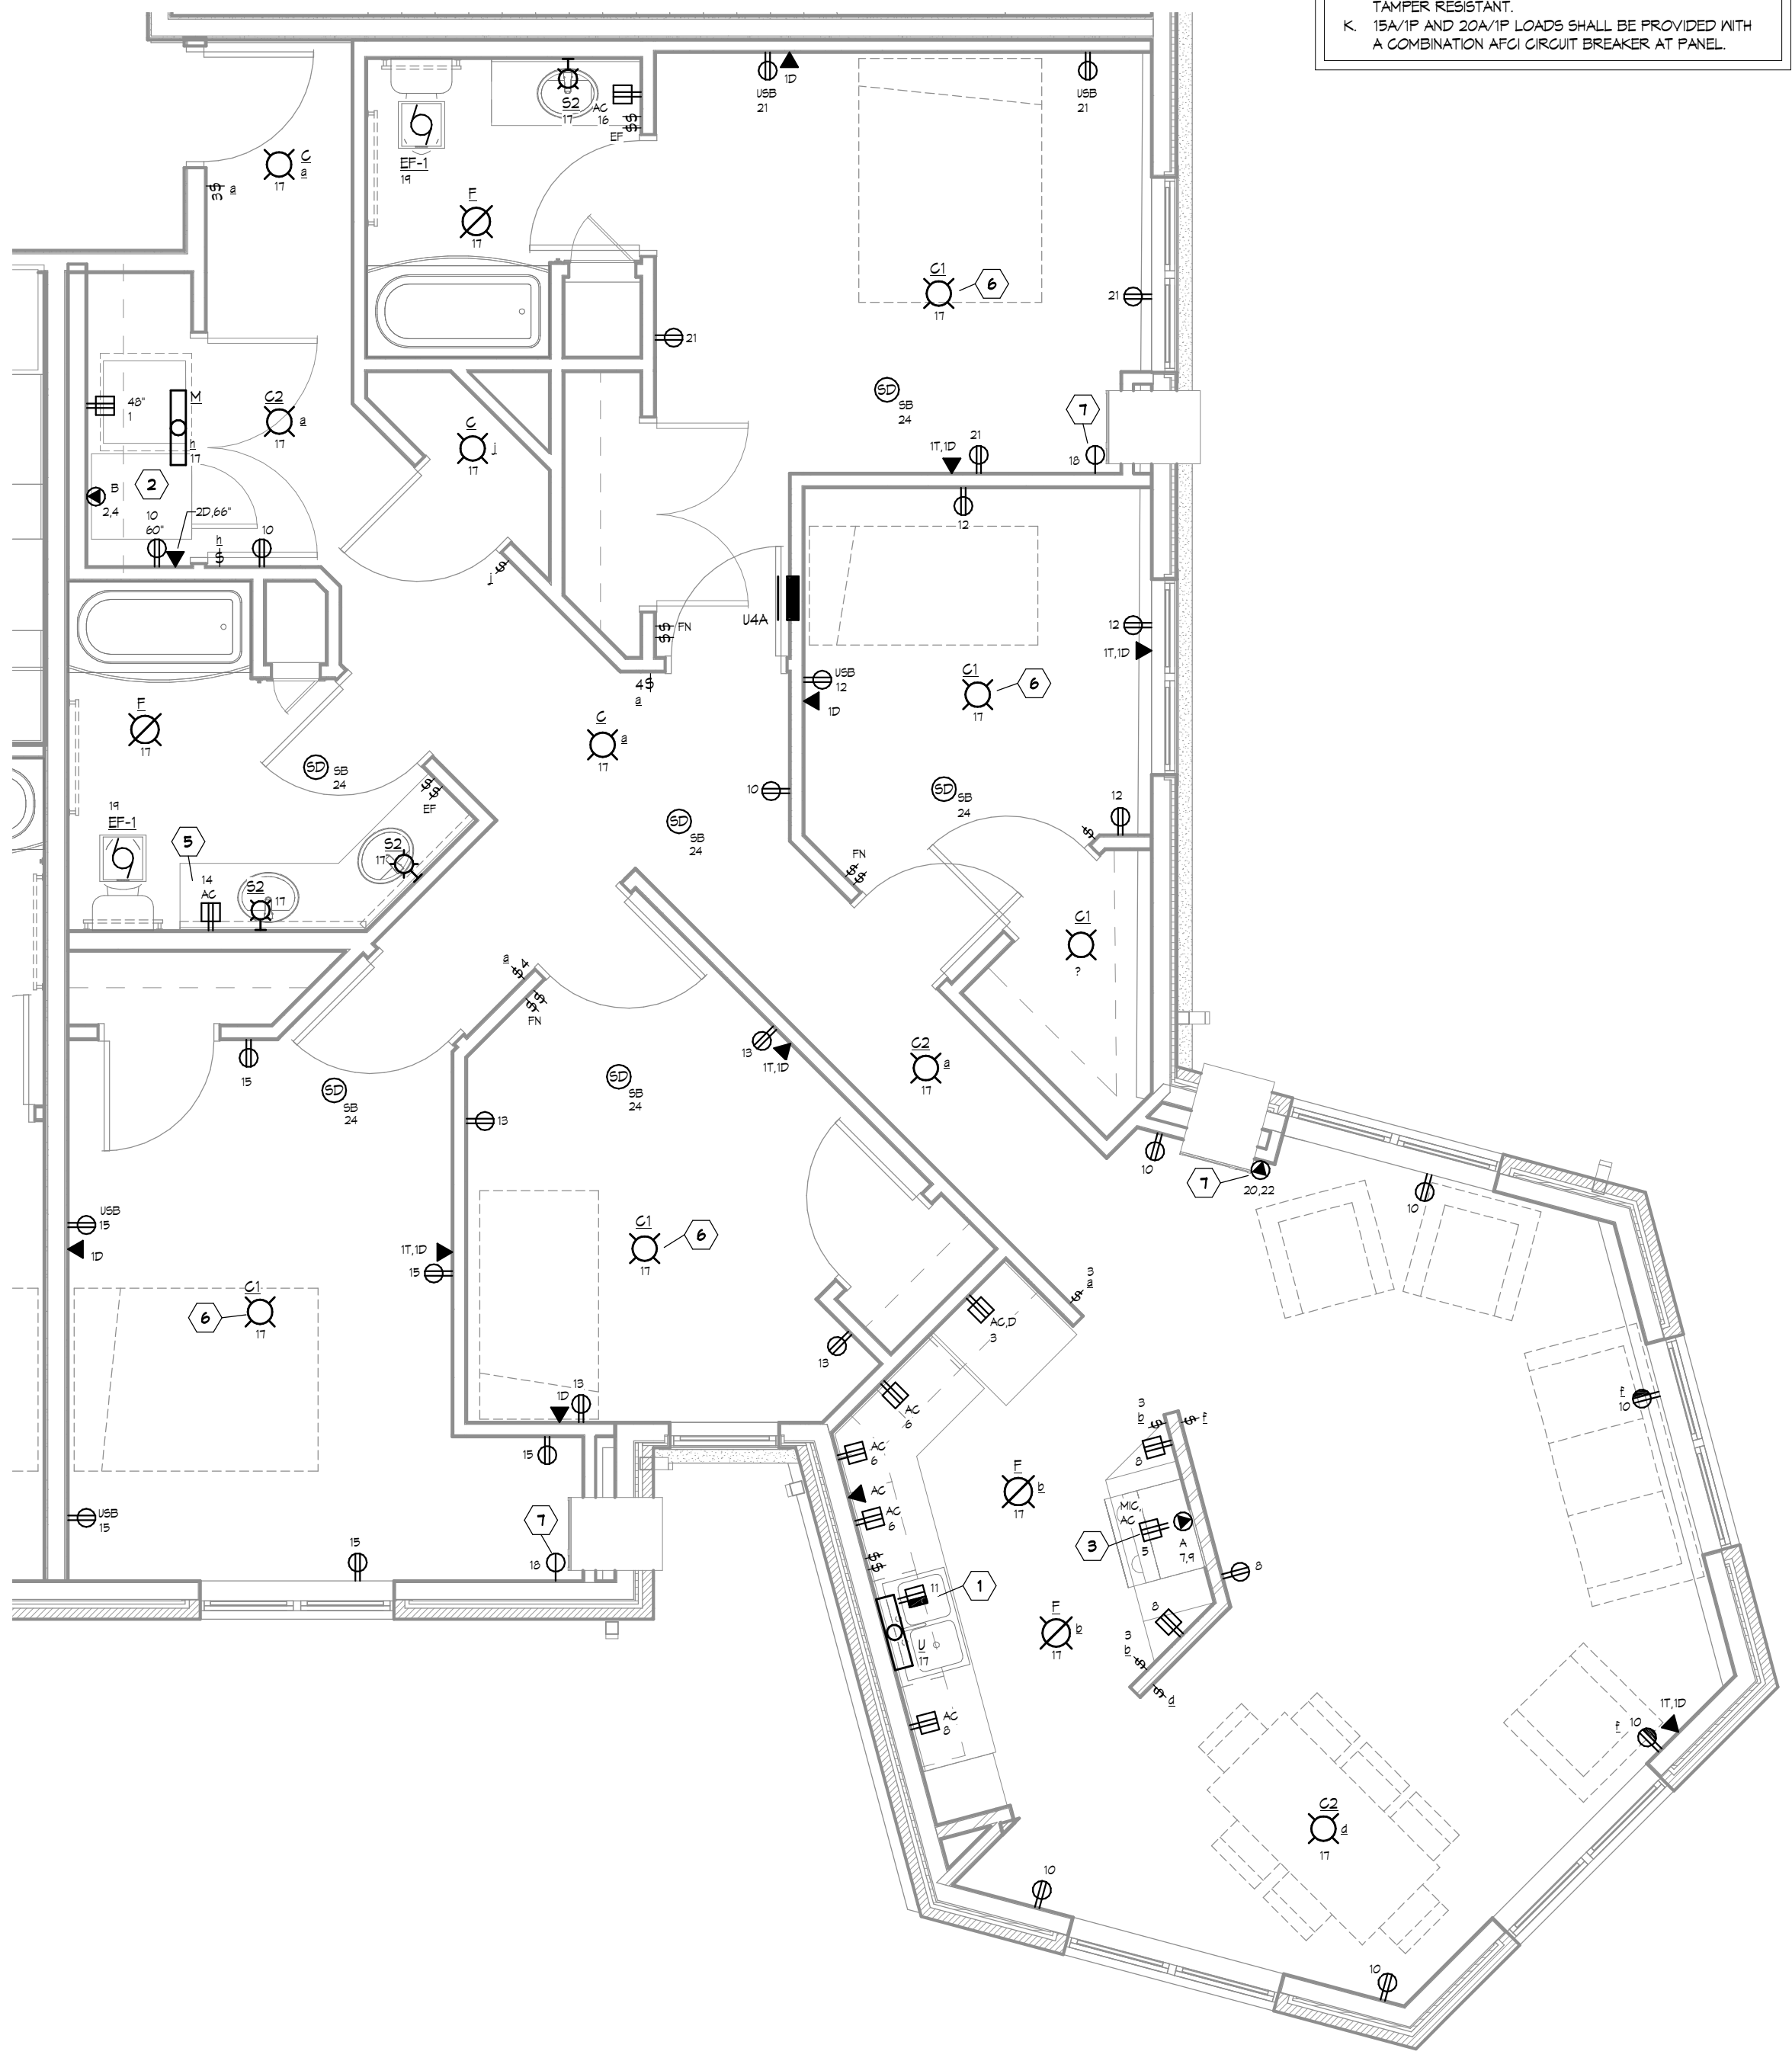 TAMPER RESISTANT.
K. 15A/1P AND 20A/1P LOADS SHALL BE PROVIDED WITH
A COMBINATION AFCI CIRCUIT BREAKER AT PANEL.
USB
21
1D
USB
21
S2
17
AC
16
EF
EF-1
19
C
a
17
3$ a
F
17
C1
17
6
21
21
48"
1
M
h
17
C2
a
17
C
j
17
SD
SB
24
7
18
1T,1D
21
2
B
2,4
10
60"
2D,66"
h
$
10
12
j
$
U4A
$$ FN
12
1T,1D
USB
12
1D
C1
17
6
4$
a
F
17
C
a
17
SD
SB
24
10
SD
SB
24
SD
SB
24
12
$
$$
EF
19
EF-1
5
14
AC
S2
17
S2
17
FN
$$
C1
?
a
$4
$$
FN
15
SD
SB
24
SD
SB
24
13
1T,1D
C2
a
17
13
10
7
20,22
10
USB
15
1D
1T,1D
15
C1
17
6
C1
17
6
3
a
$
AC,D
3
13
13
1D
AC
6
f
10
15
AC
6
3
b
$
$ f
8
AC
AC
6
F
b
17
MIC,
AC
5
A
7,9
3
USB
15
15
7
18
$$
11
1
8
8
F
b
17
U
17
3
b
$
$
d
AC
8
1T,1D
10
f
C2
d
17
10
10